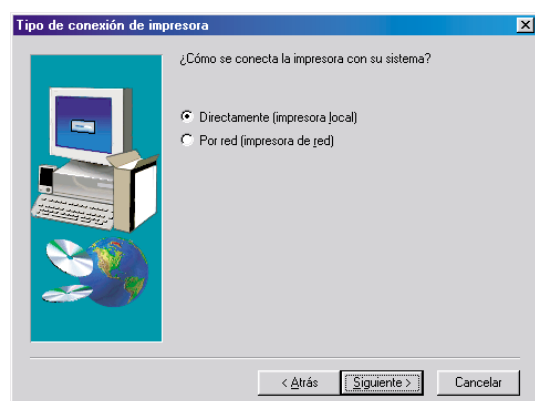 Tipo de conexión de impresora
¿Cómo se conecta la impresora con su sistema?
Directamente (impresora local)
Por red (impresora de red)
< Atrás
Siguiente >
Cancelar